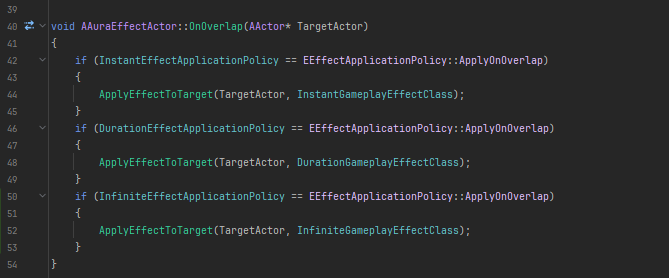 39
40 void AAuraEffectActor::OnOverlap(AActor* TargetActor)
41 {
42     if (InstantEffectApplicationPolicy == EEffectApplicationPolicy::ApplyOnOverlap)
43     {
44         ApplyEffectToTarget(TargetActor, InstantGameplayEffectClass);
45     }
46     if (DurationEffectApplicationPolicy == EEffectApplicationPolicy::ApplyOnOverlap)
47     {
48         ApplyEffectToTarget(TargetActor, DurationGameplayEffectClass);
49     }
50     if (InfiniteEffectApplicationPolicy == EEffectApplicationPolicy::ApplyOnOverlap)
51     {
52         ApplyEffectToTarget(TargetActor, InfiniteGameplayEffectClass);
53     }
54 }